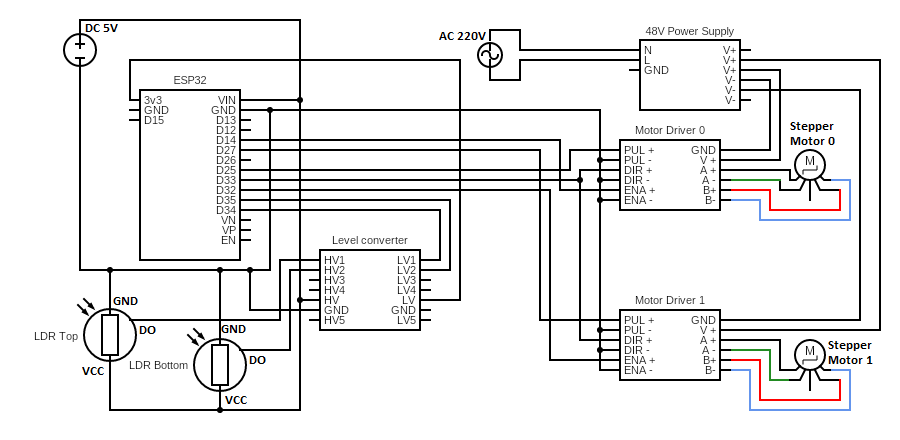 DC 5V
ESP32
3v3
GND
D15
VIN
GND
D13
D12
D14
D27
D26
D25
D33
D32
D35
D34
VN
VP
EN
AC 220V
48V Power Supply
N
L
GND
V+
V+
V+
V-
V-
V-
Motor Driver 0
PUL +
PUL -
DIR +
DIR -
ENA +
ENA -
GND
V +
A +
A -
B+
B-
Stepper
Motor 0
M
Level converter
HV1
HV2
HV3
HV4
HV
GND
HV5
LV1
LV2
LV3
LV4
LV
GND
LV5
Motor Driver 1
PUL +
PUL -
DIR +
DIR -
ENA +
ENA -
GND
V +
A +
A -
B+
B-
Stepper
Motor 1
M
GND
LDR Top
DO
VCC
GND
LDR Bottom
DO
VCC